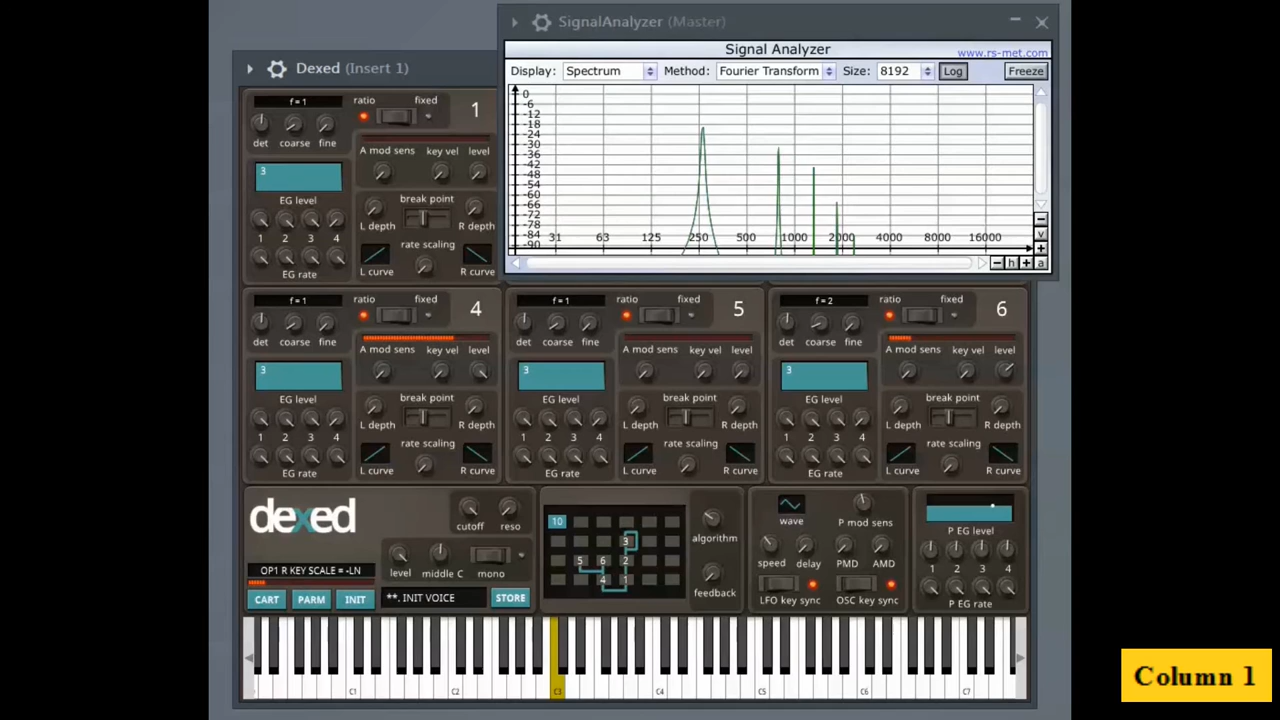 SignalAnalyzer (Master)
Signal Analyzer
www.rs-met.com
Display: Spectrum Method: Fourier Transform Size: 8192 Log Freeze
0
-6
-12
-18
-24
-30
-36
-42
-48
-54
-60
-66
-72
-78
-84
-90
31 63 125 250 500 1000 2000 4000 8000 16000
- v + - h + a
Dexed (Insert 1)
f=1 ratio fixed 1
det coarse fine
A mod sens key vel level
3
EG level
1 2 3 4
EG rate
break point
L depth R depth
rate scaling
L curve R curve
f=1 ratio fixed 4
det coarse fine
A mod sens key vel level
3
EG level
1 2 3 4
EG rate
break point
L depth R depth
rate scaling
L curve R curve
f=1 ratio fixed 5
det coarse fine
A mod sens key vel level
3
EG level
1 2 3 4
EG rate
break point
L depth R depth
rate scaling
L curve R curve
f=2 ratio fixed 6
det coarse fine
A mod sens key vel level
3
EG level
1 2 3 4
EG rate
break point
L depth R depth
rate scaling
L curve R curve
dexed
cutoff reso
OP1 R KEY SCALE = -LN
level middle C mono
CART PARM INIT **. INIT VOICE STORE
10
3
5 6 2
4 1
algorithm
feedback
wave P mod sens
speed delay PMD AMD
LFO key sync OSC key sync
P EG level
1 2 3 4
P EG rate
C1 C2 C3 C4 C5 C6 C7
Column 1